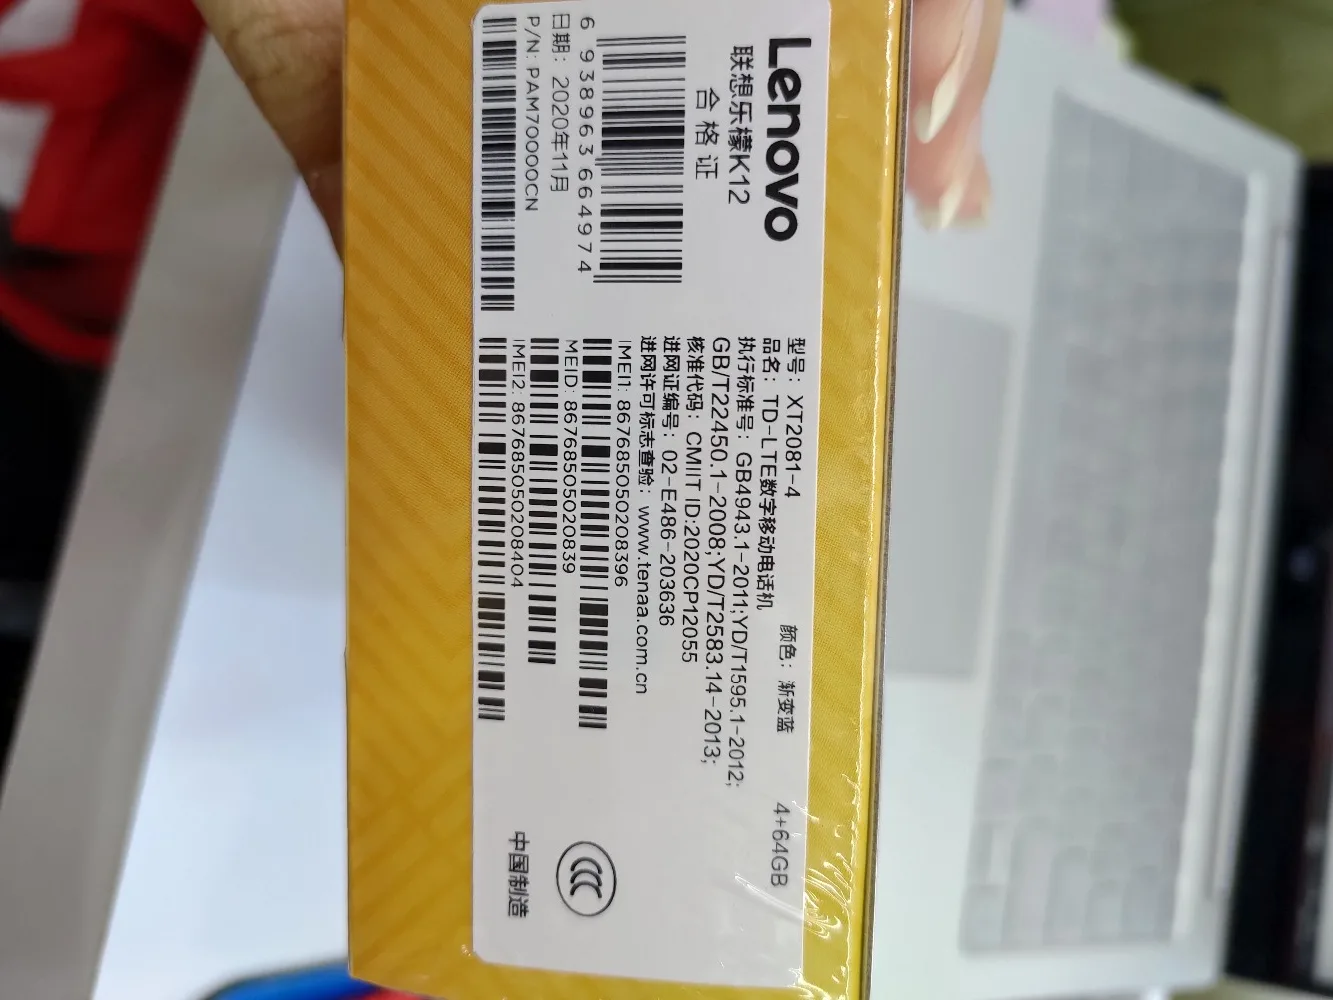 Lenovo
联想乐檬K12
合格证
6 938963 664974
日期：2020年11月
P/N: PAM70000CN
型号：XT2081-4
颜色：渐变蓝
4+64GB
品名：TD-LTE数字移动电话机
执行标准号：GB4943.1-2011;YD/T1595.1-2012;
GB/T22450.1-2008;YD/T2583.14-2013;
核准代码：CMIIT ID:2020CP12055
进网证编号：02-E486-203636
进网许可标志查验：www.tenaa.com.cn
IMEI1: 867685050208396
MEID: 86768505020839
IMEI2: 867685050208404
CCC
中国制造